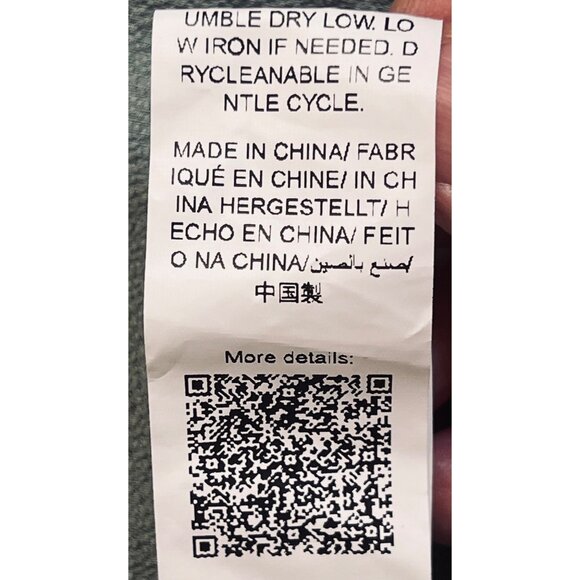 UMBLE DRY LOW. LO
W IRON IF NEEDED. D
RYCLEANABLE IN GE
NTLE CYCLE.
MADE IN CHINA/ FABR
IQUÉ EN CHINE/ IN CH
INA HERGESTELLT/ H
ECHO EN CHINA/ FEIT
O NA CHINA/صنع بالصين/
中国製
More details: